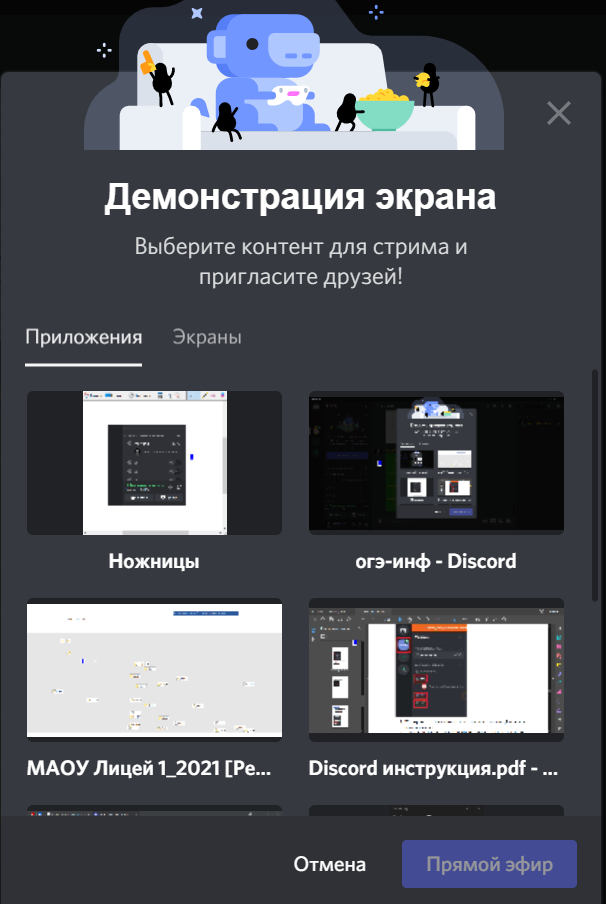 Демонстрация экрана
Выберите контент для стрима и
пригласите друзей!
Приложения
Экраны
Ножницы
огэ-инф - Discord
МАОУ Лицей 1_2021 [Ре...
Discord инструкция.pdf - ...
Отмена
Прямой эфир